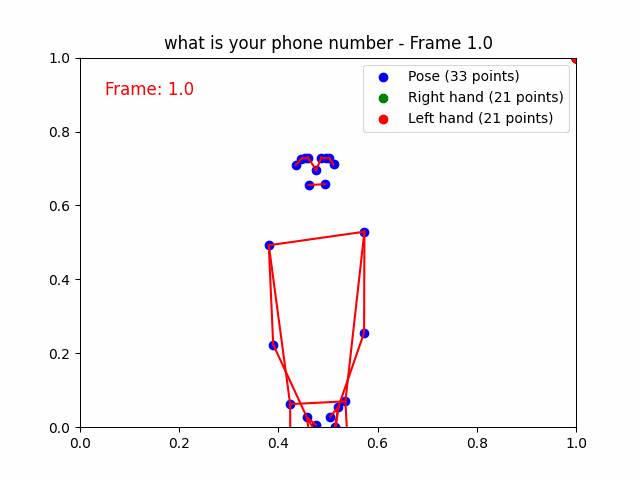 what is your phone number - Frame 1.0
Frame: 1.0
Pose (33 points)
Right hand (21 points)
Left hand (21 points)
1.0
0.8
0.6
0.4
0.2
0.0
0.0 0.2 0.4 0.6 0.8 1.0